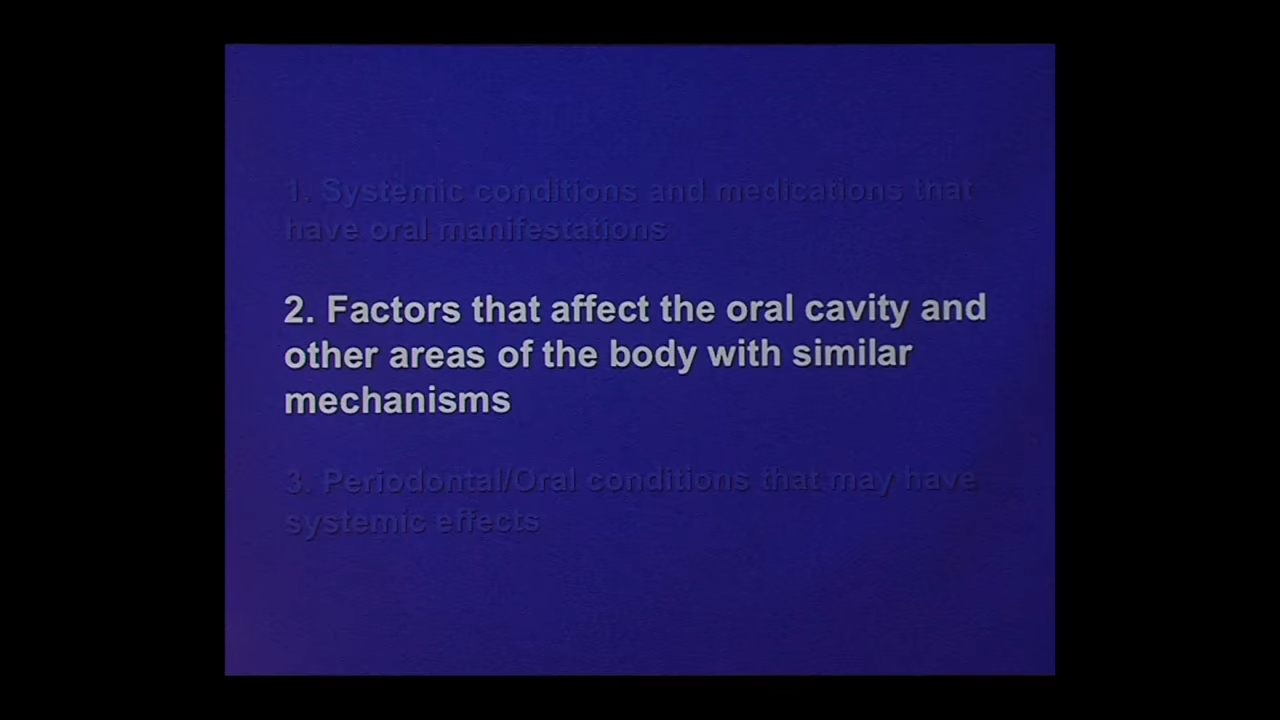 1. Systemic conditions and medications that
have oral manifestations
2. Factors that affect the oral cavity and
other areas of the body with similar
mechanisms
3. Periodontal/Oral conditions that may have
systemic effects